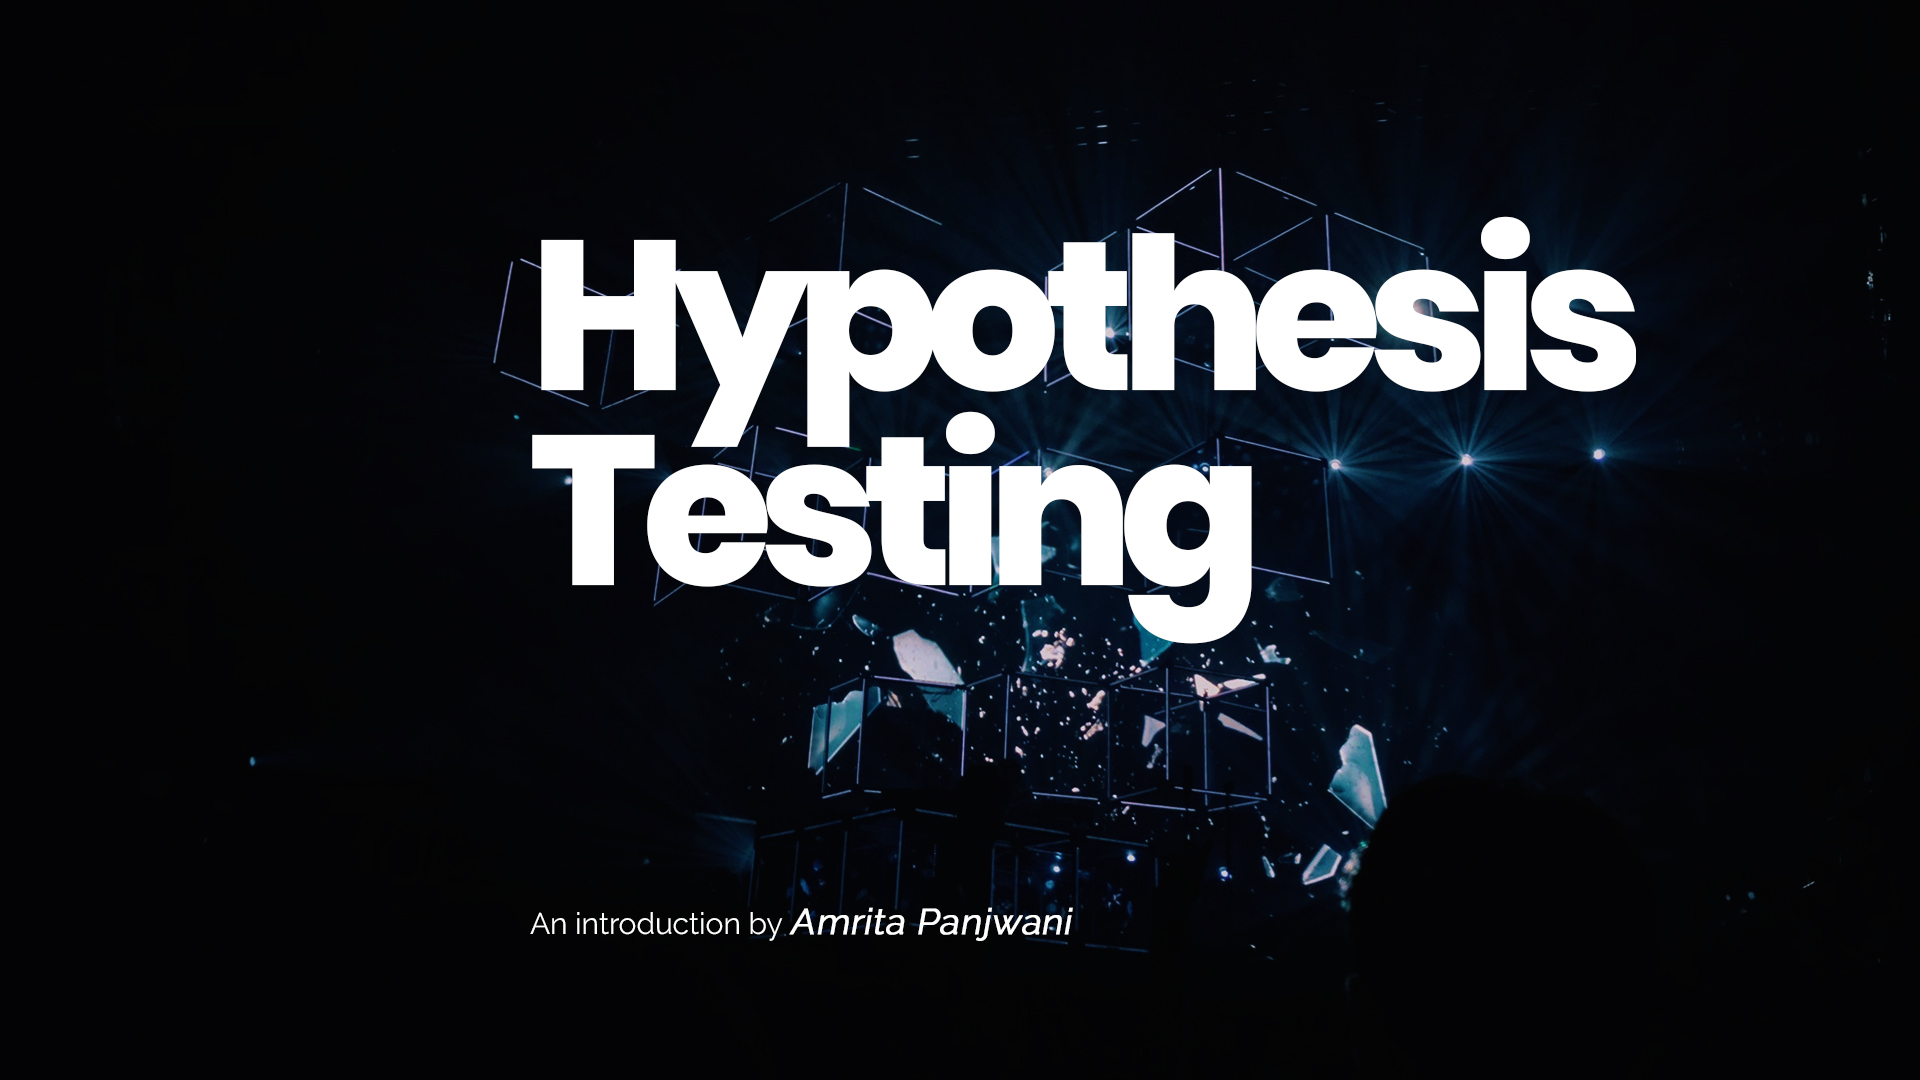 Hypothesis
Testing
An introduction by Amrita Panjwani